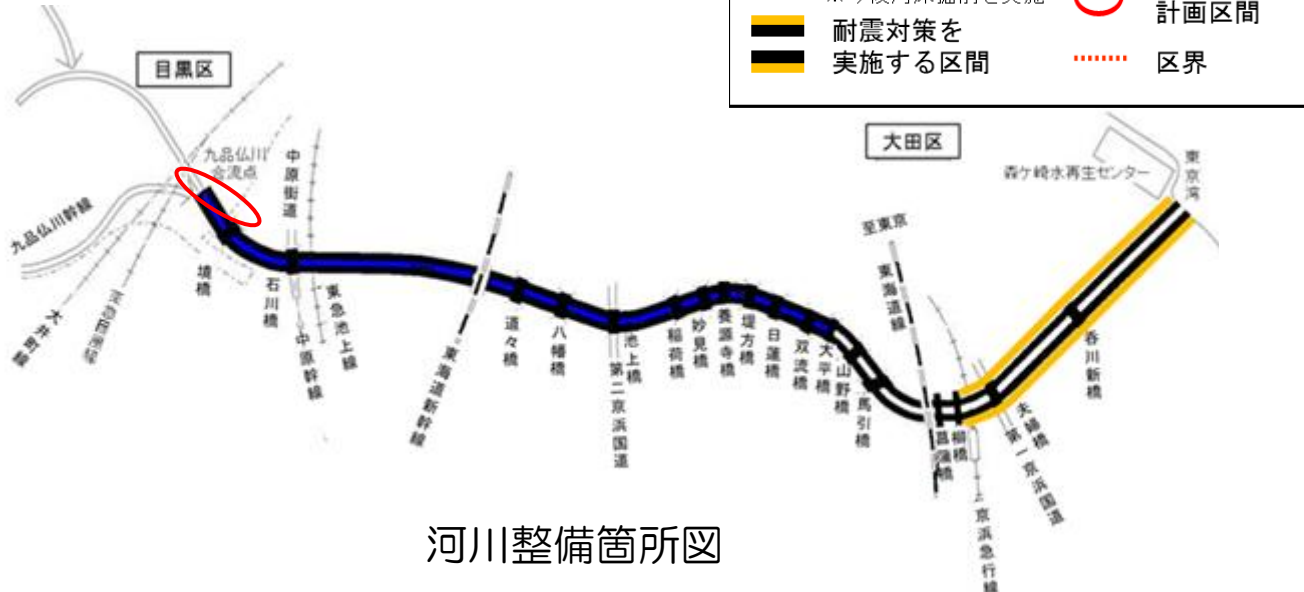 計画区間
耐震対策を
実施する区間
区界
目黒区
大田区
九品仏川
合流点
中原街道
森ケ崎水再生センター
東京湾
九品仏川幹線
至東京
東海道線
境橋
石川橋
東急池上線
中原幹線
大井町線
東海道新幹線
道々橋
八幡橋
第二京浜国道
池上橋
稲荷橋
妙見橋
養源寺橋
堤方橋
日蓮橋
双流橋
太平橋
山野橋
馬引橋
菖蒲橋
柳橋
夫婦橋
第一京浜国道
京浜急行線
呑川新橋
河川整備箇所図